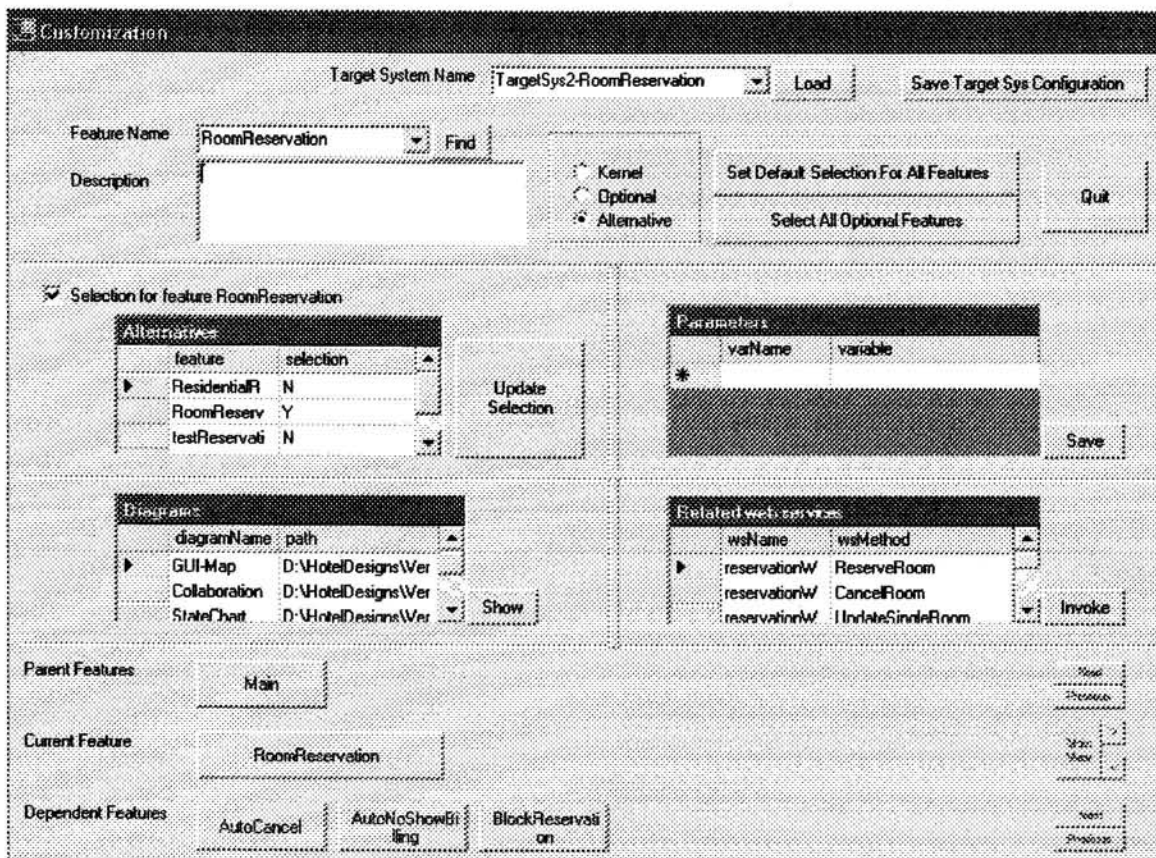 Customization
Target System Name TargetSys2-RoomReservation Load Save Target Sys Configuration
Feature Name RoomReservation Find
Description
Kernel
Optional
Alternative
Set Default Selection For All Features
Select All Optional Features
Quit
Selection for feature RoomReservation
Alternatives
feature selection
ResidentialR N
RoomReserv Y
testReservati N
Update
Selection
Parameters
varName variable
*
Save
Diagrams
diagramName path
GUI-Map D:\HotelDesigns\Ver
Collaboration D:\HotelDesigns\Ver
StateChart D:\HotelDesigns\Ver
Show
Related web services
wsName wsMethod
reservationW ReserveRoom
reservationW CancelRoom
reservationW UpdateSingleRoom
Invoke
Parent Features Main
Next
Previous
Current Feature RoomReservation
View
>
<
Dependent Features AutoCancel
AutoNoShowBi
lling
BlockReservati
on
Next
Previous